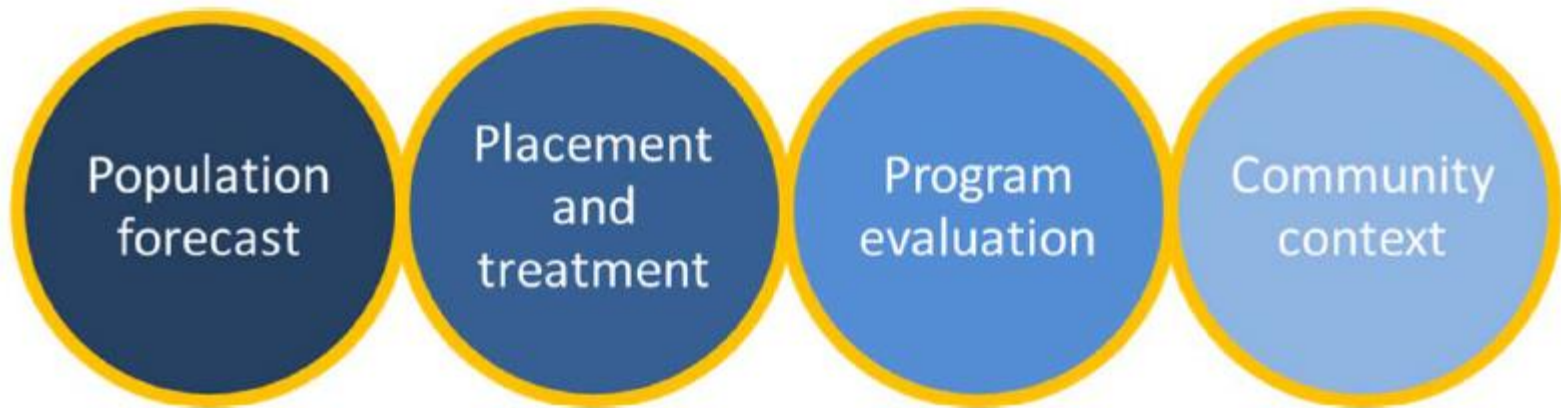 Population
forecast
Placement
and
treatment
Program
evaluation
Community
context